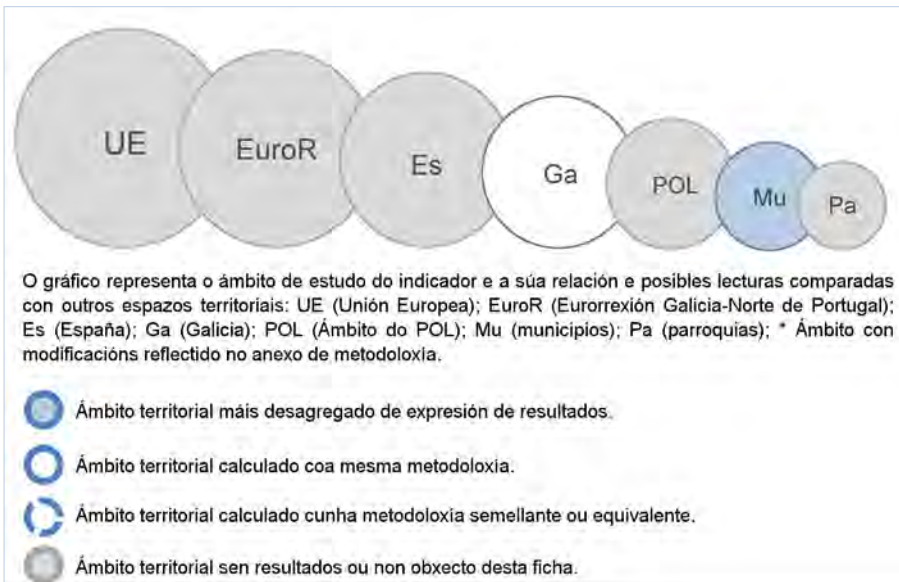 UE
EuroR
Es
Ga
POL
Mu
Pa
O gráfico representa o ámbito de estudo do indicador e a súa relación e posibles lecturas comparadas
con outros espazos territoriais: UE (Unión Europea); EuroR (Eurorrexión Galicia-Norte de Portugal);
Es (España); Ga (Galicia); POL (Ámbito do POL); Mu (municipios); Pa (parroquias); * Ámbito con
modificacións reflectido no anexo de metodoloxia.
Ámbito territorial máis desagregado de expresión de resultados.
Ámbito territorial calculado coa mesma metodoloxia.
Ámbito territorial calculado cunha metodoloxia semellante ou equivalente.
Ámbito territorial sen resultados ou non obxecto desta ficha.